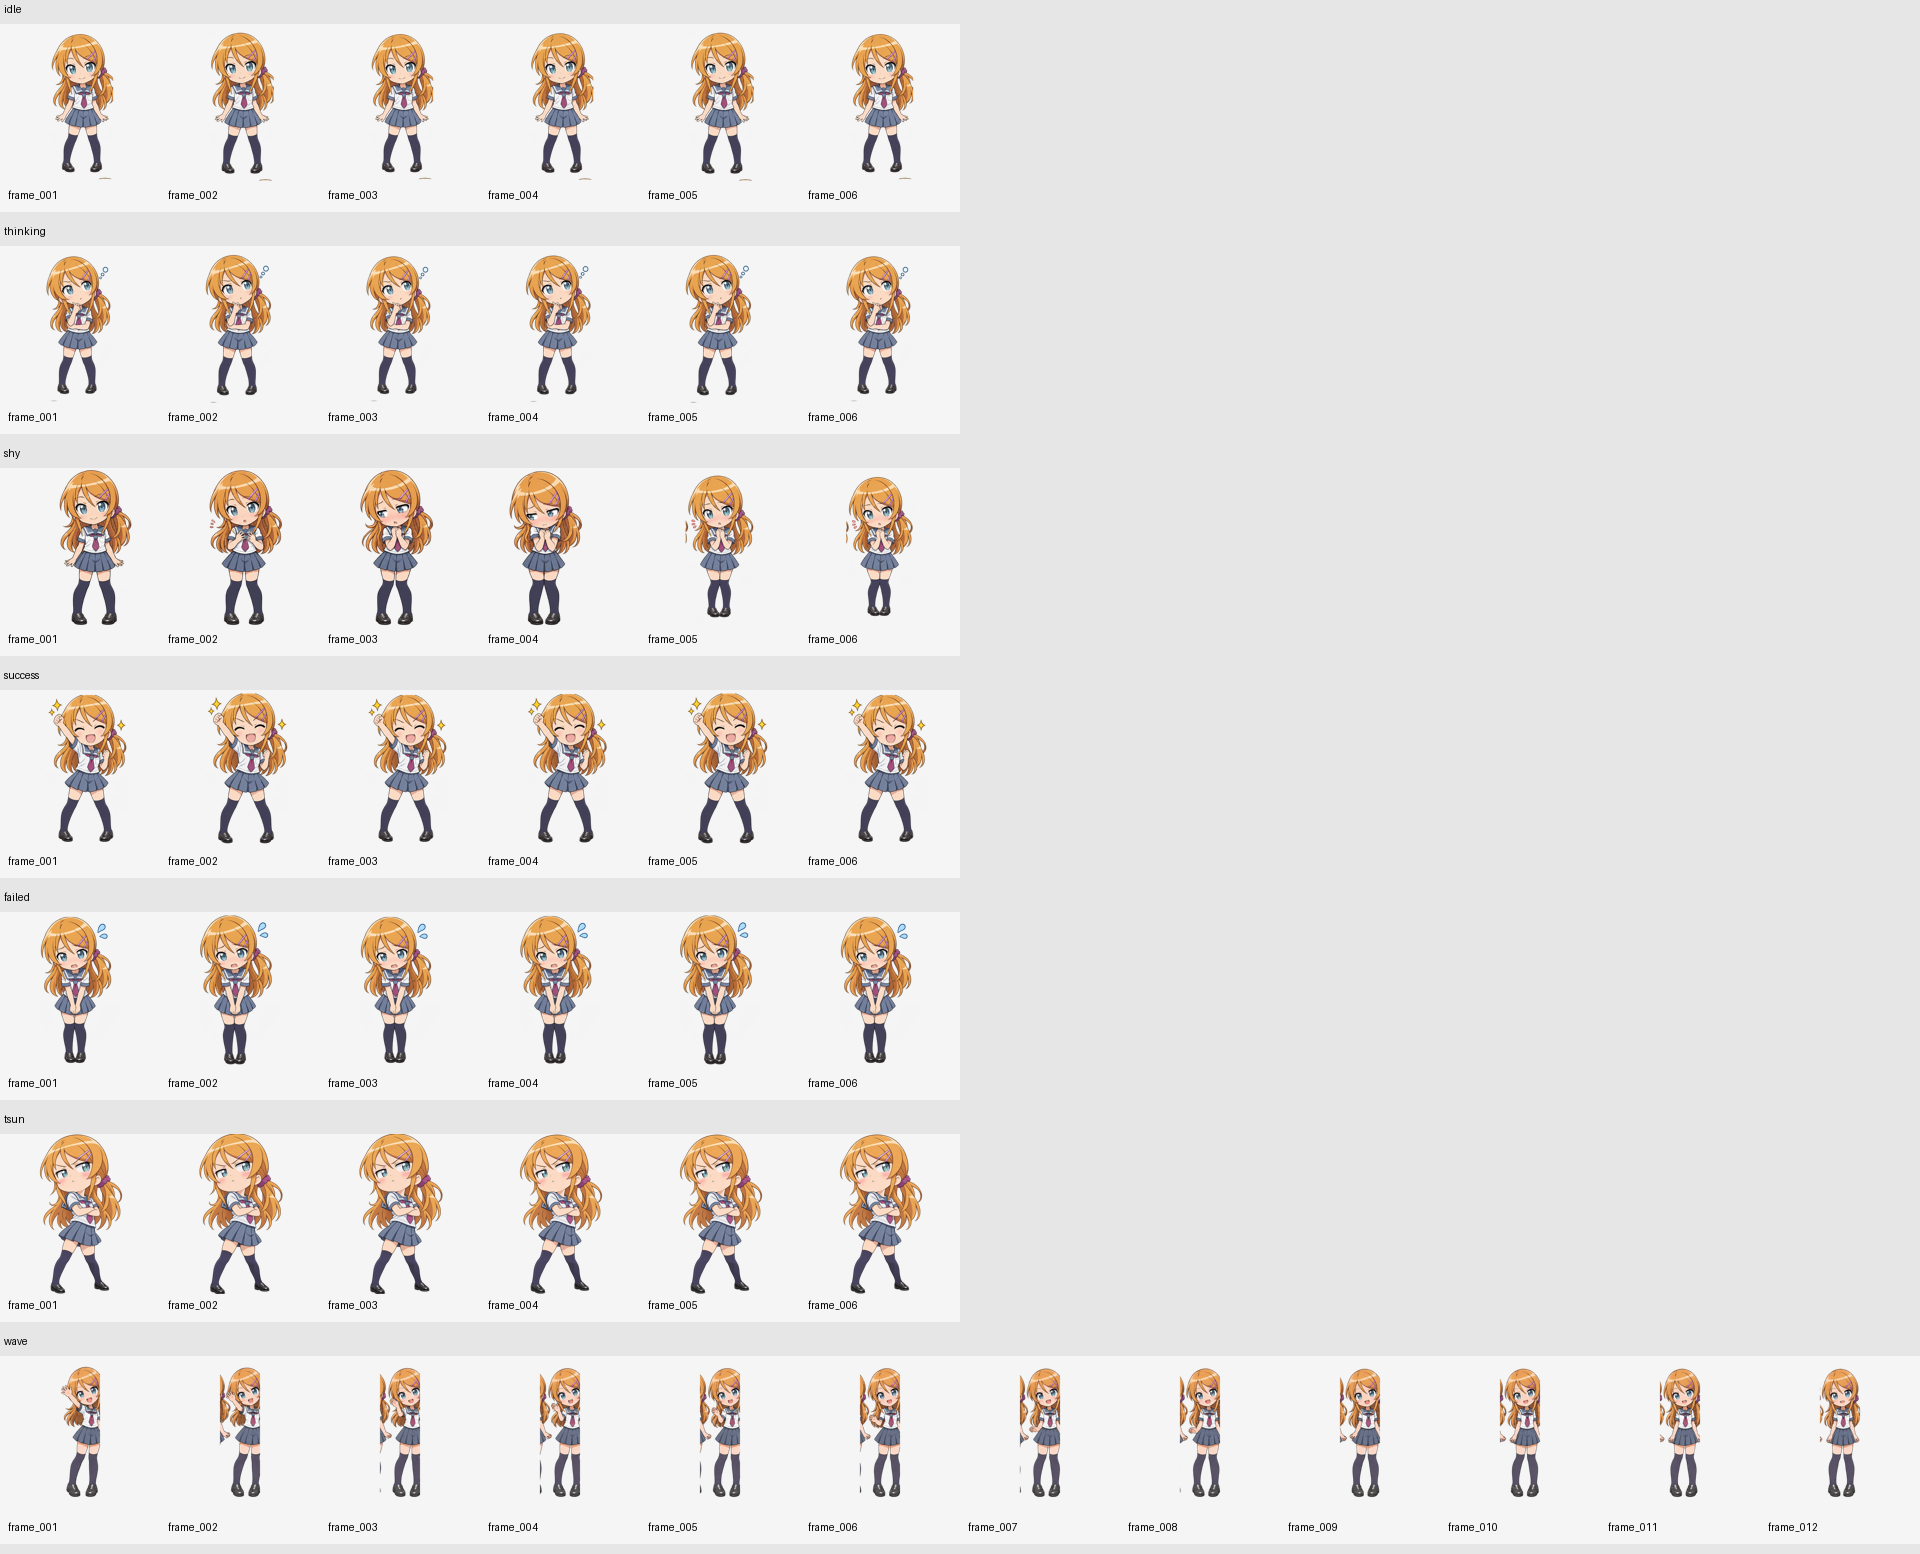 idle
frame_001 frame_002 frame_003 frame_004 frame_005 frame_006
thinking
frame_001 frame_002 frame_003 frame_004 frame_005 frame_006
shy
frame_001 frame_002 frame_003 frame_004 frame_005 frame_006
success
frame_001 frame_002 frame_003 frame_004 frame_005 frame_006
failed
frame_001 frame_002 frame_003 frame_004 frame_005 frame_006
tsun
frame_001 frame_002 frame_003 frame_004 frame_005 frame_006
wave
frame_001 frame_002 frame_003 frame_004 frame_005 frame_006 frame_007 frame_008 frame_009 frame_010 frame_011 frame_012